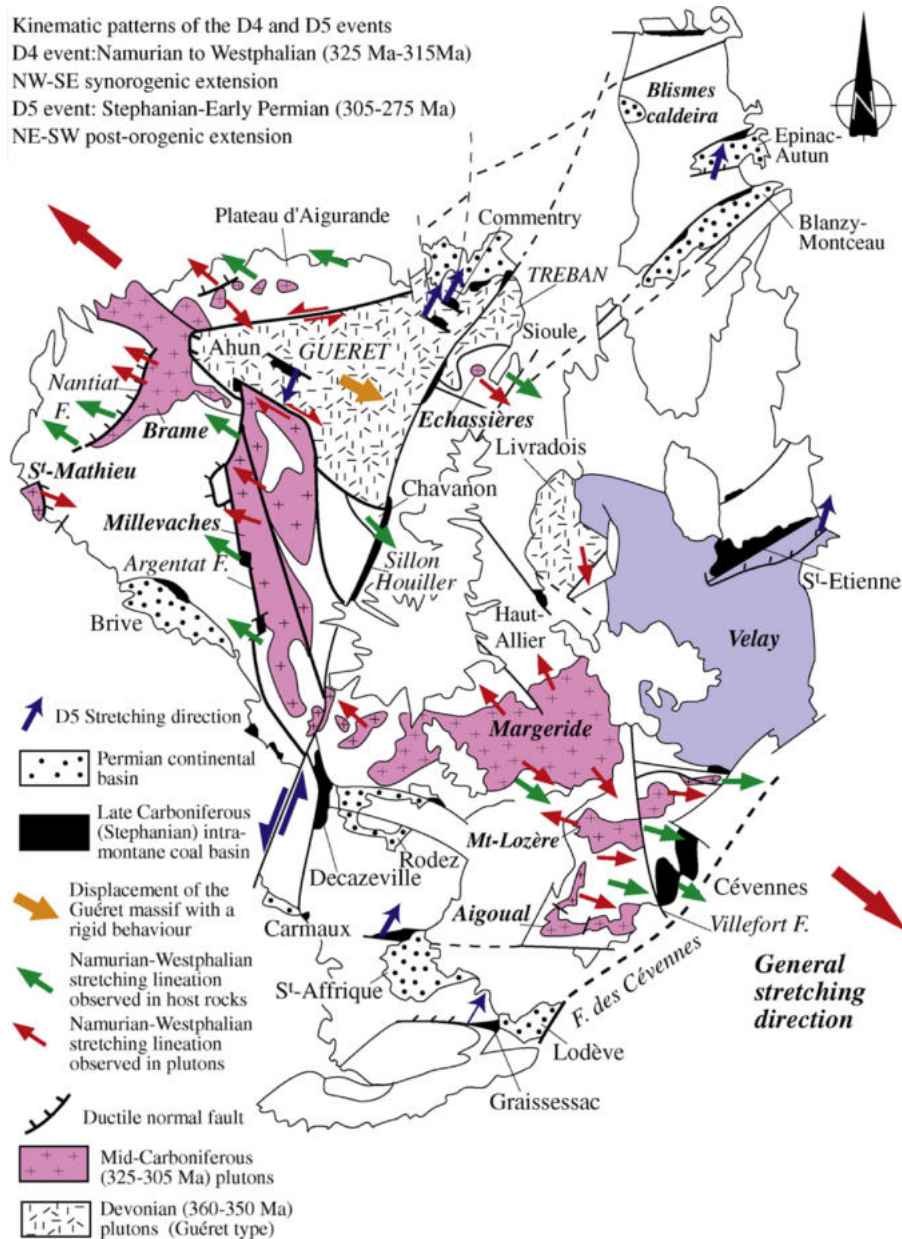 Kinematic patterns of the D4 and D5 events
D4 event:Namurian to Westphalian (325 Ma-315Ma)
NW-SE synorogenic extension
D5 event: Stephanian-Early Permian (305-275 Ma)
NE-SW post-orogenic extension
N
Blismes
caldeira
Epinac-
Autun
Blanzy-
Montceau
Plateau d'Aigurande
Commentry
TREBAN
Sioule
Ahun
GUERET
Nantiat
F.
Brame
Echassières
Livradois
St-Mathieu
Chavanon
Millevaches
Sillon
Houiller
Argentat F.
St-Etienne
Brive
Haut-
Allier
Velay
Margeride
D5 Stretching direction
Permian continental
basin
Late Carboniferous
(Stephanian) intra-
montane coal basin
Mt-Lozère
Rodez
Decazeville
Cévennes
Displacement of the
Guéret massif with a
rigid behaviour
Carmaux
Aigoual
Villefort F.
Namurian-Westphalian
stretching lineation
observed in host rocks
St-Affrique
F. des Cévennes
General
stretching
direction
Namurian-Westphalian
stretching lineation
observed in plutons
Lodève
Graissessac
Ductile normal fault
Mid-Carboniferous
(325-305 Ma) plutons
Devonian (360-350 Ma)
plutons (Guéret type)